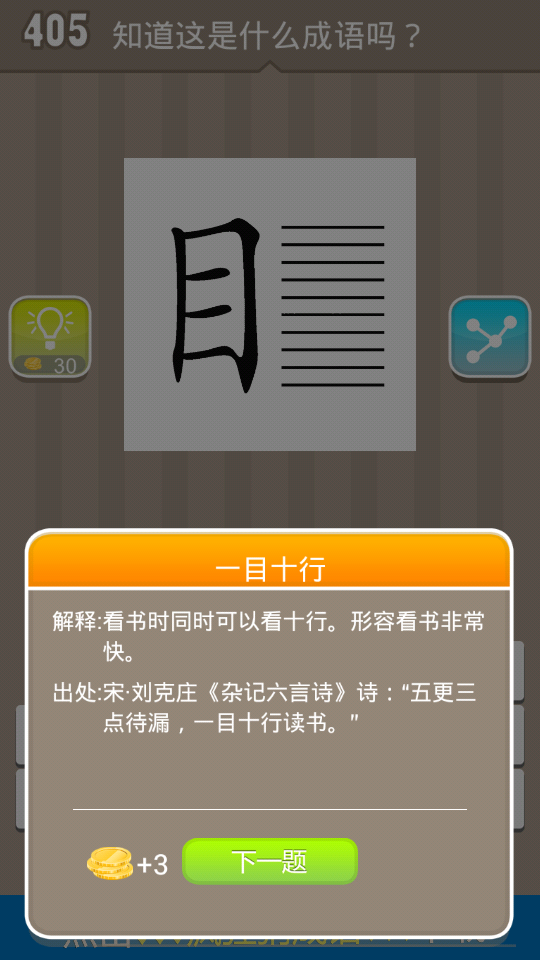 405 知道这是什么成语吗？
目
30
一目十行
解释:看书时同时可以看十行。形容看书非常
快。
出处:宋·刘克庄《杂记六言诗》诗：“五更三
点待漏，一目十行读书。”
+3 下一题